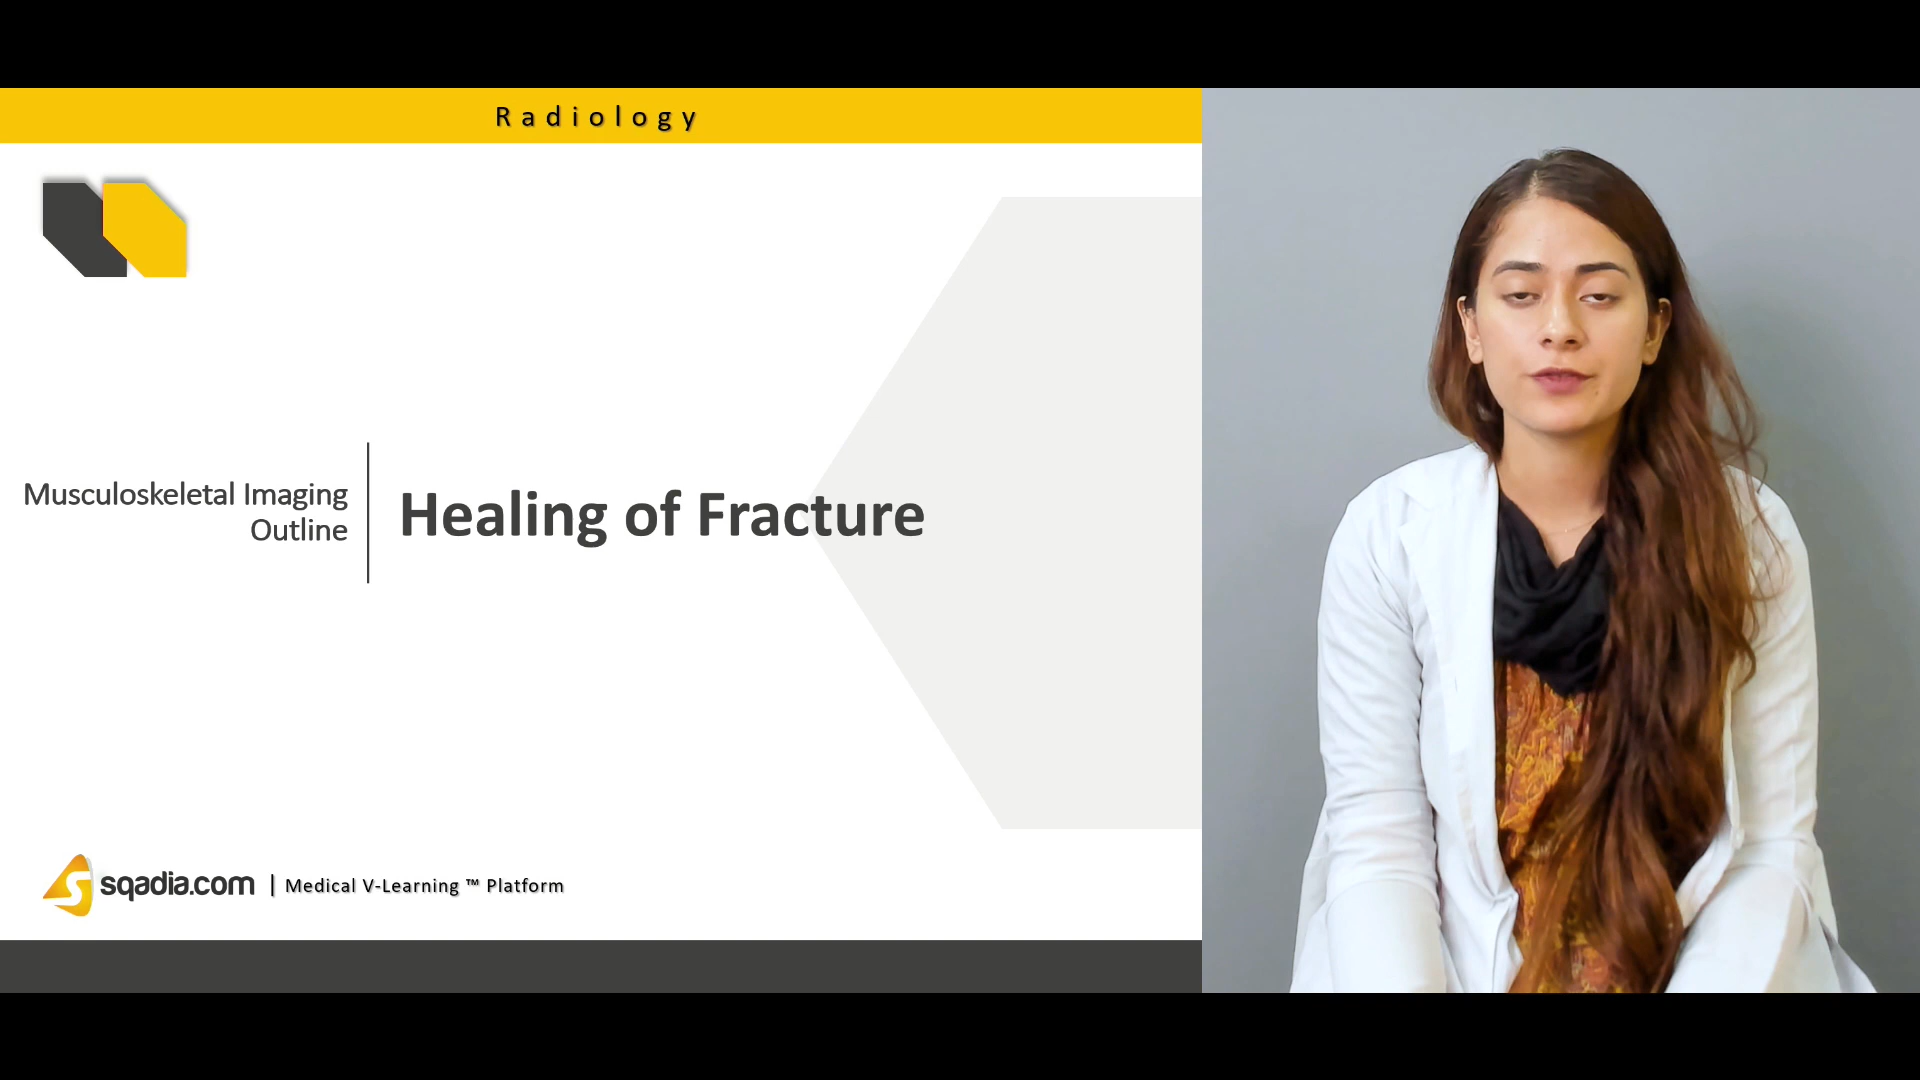 Radiology
Musculoskeletal Imaging
Outline
Healing of Fracture
sqadia.com | Medical V-Learning ™ Platform